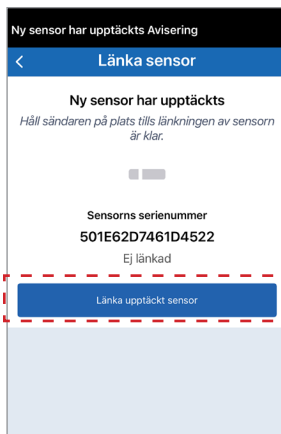 Ny sensor har upptäckts Avisering
Länka sensor
Ny sensor har upptäckts
Håll sändaren på plats tills länkningen av sensorn
är klar.
Sensorns serienummer
501E62D7461D4522
Ej länkad
Länka upptäckt sensor